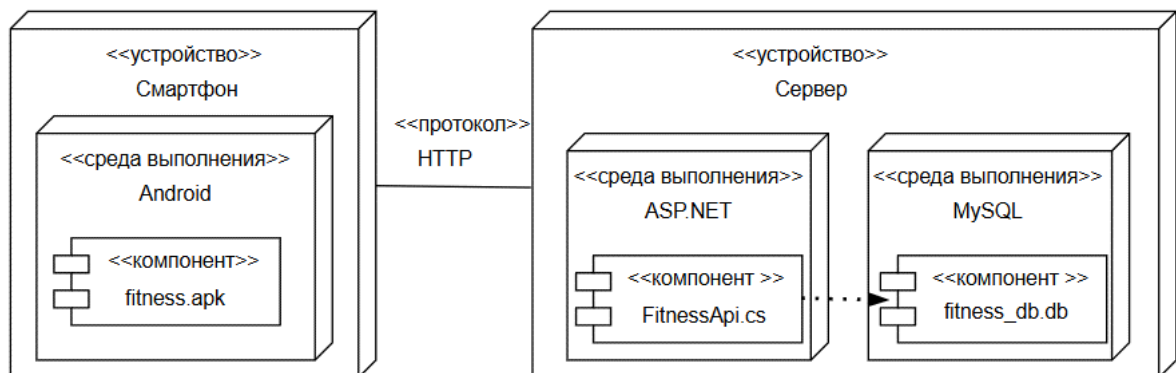 <<устройство>>
Смартфон
<<среда выполнения>>
Android
<<компонент>>
fitness.apk
<<протокол>>
HTTP
<<устройство>>
Сервер
<<среда выполнения>>
ASP.NET
<<компонент >>
FitnessApi.cs
<<среда выполнения>>
MySQL
<<компонент >>
fitness_db.db